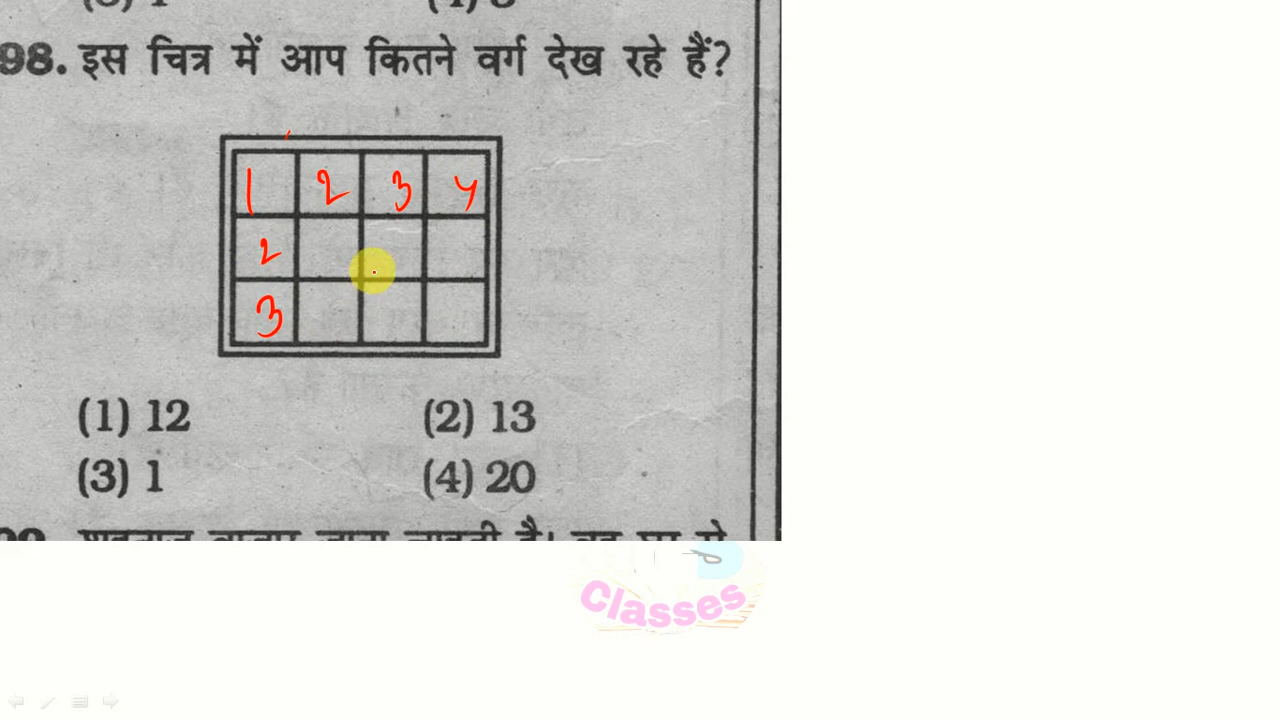 98. इस चित्र में आप कितने वर्ग देख रहे हैं?
1 2 3 4
2
3
(1) 12 (2) 13
(3) 1 (4) 20
Classes